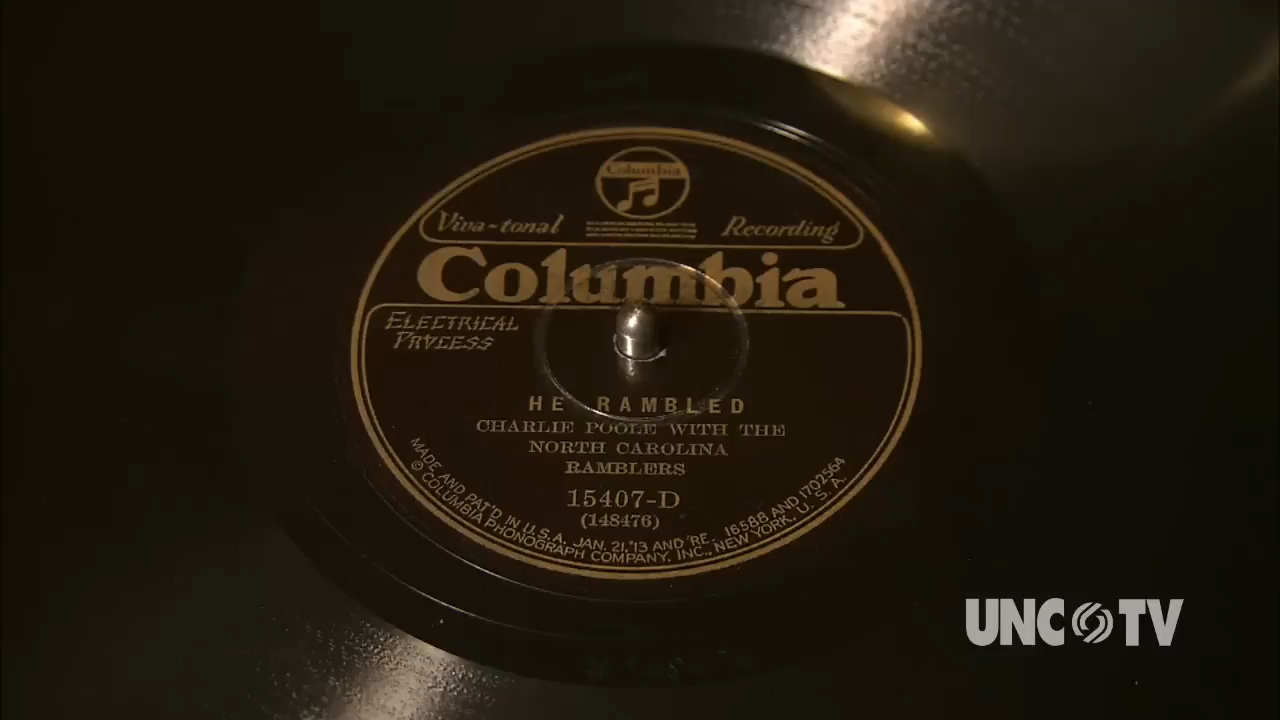 Columbia
Viva-tonal Recording
Columbia
ELECTRICAL
PROCESS
HE RAMBLED
CHARLIE POOLE WITH THE
NORTH CAROLINA
RAMBLERS
15407-D
(148476)
MADE AND PAT'D IN U.S.A. JAN. 21,'13 AND 'RE. 16588 AND 1702564
© COLUMBIA PHONOGRAPH COMPANY, INC., NEW YORK, U. S. A.
UNC TV